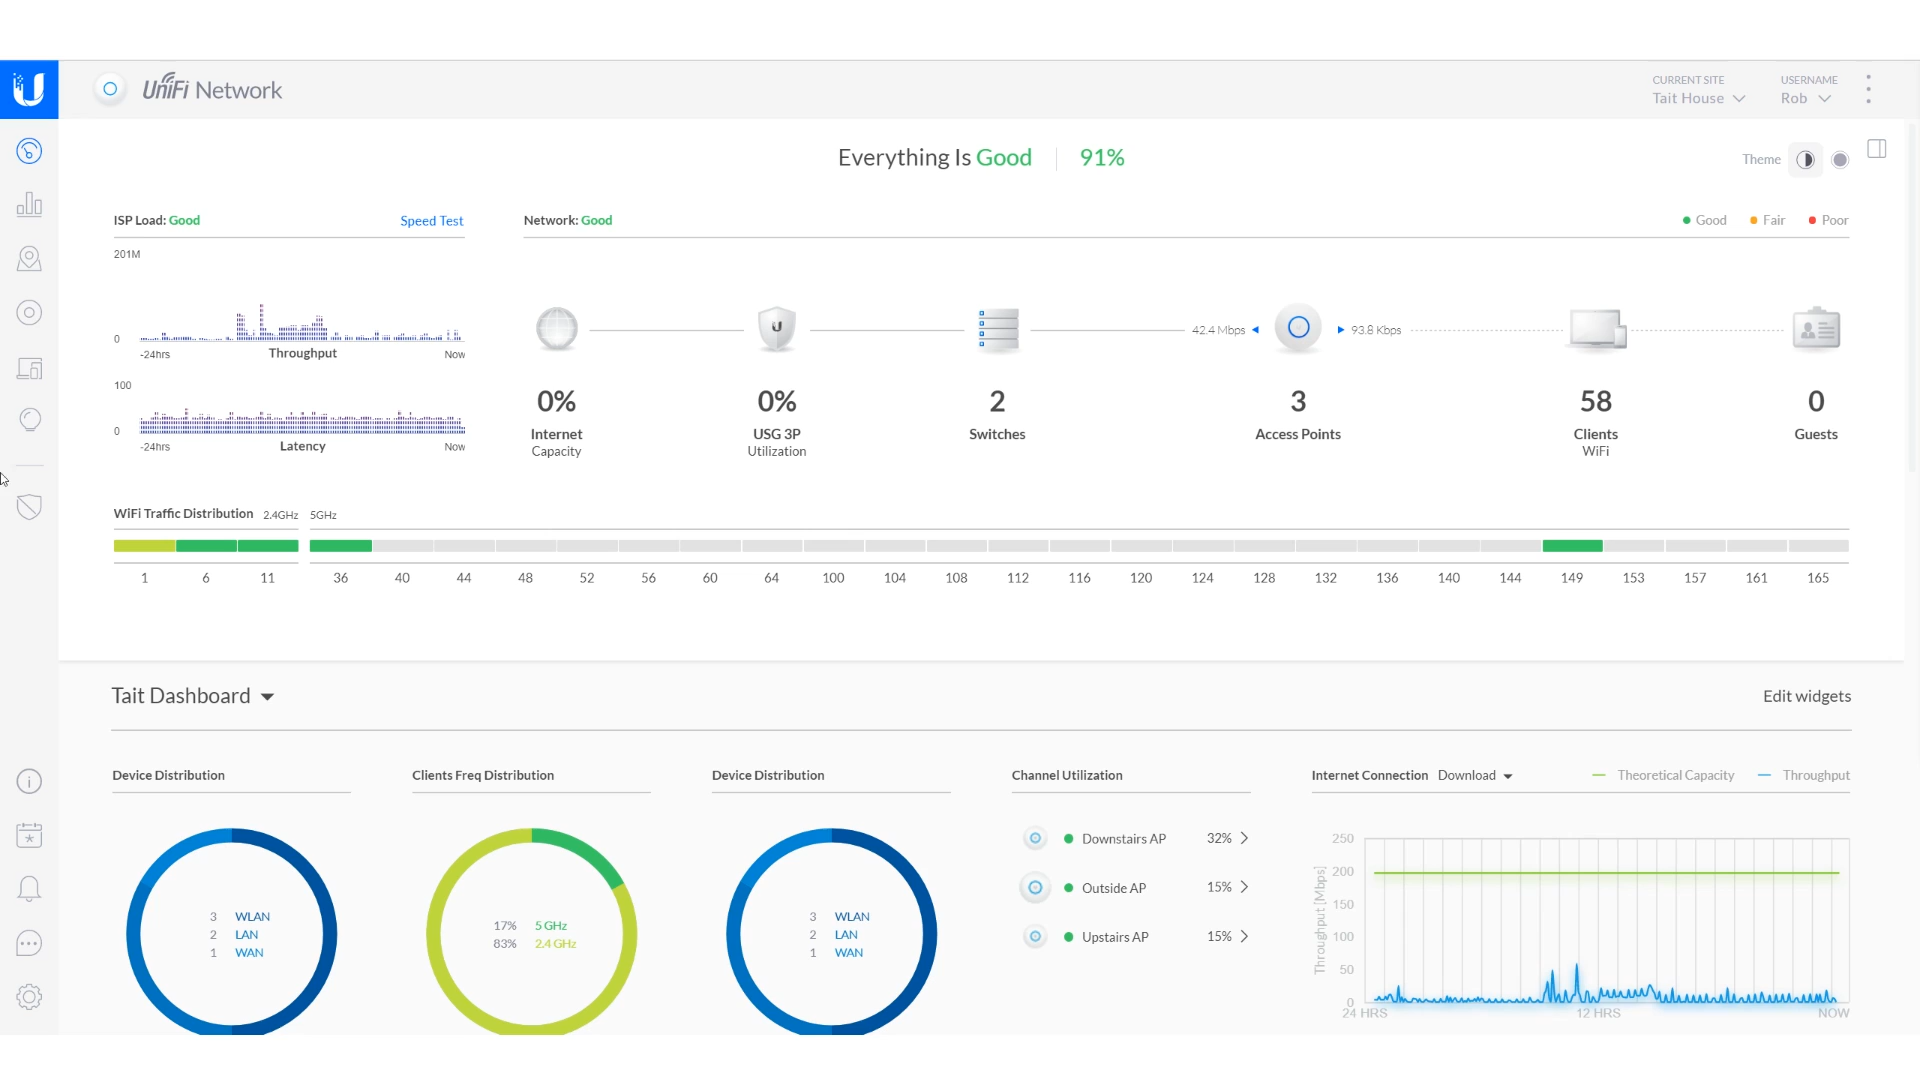 UniFi Network
CURRENT SITE
Tait House
USERNAME
Rob
Everything Is Good 91%
Theme
ISP Load: Good
Speed Test
Network: Good
Good Fair Poor
201M
0
-24hrs Throughput Now
100
0
-24hrs Latency Now
42.4 Mbps
93.8 Kbps
U
0%
Internet
Capacity
0%
USG 3P
Utilization
2
Switches
3
Access Points
58
Clients
WiFi
0
Guests
WiFi Traffic Distribution 2.4GHz 5GHz
1 6 11 36 40 44 48 52 56 60 64 100 104 108 112 116 120 124 128 132 136 140 144 149 153 157 161 165
Tait Dashboard
Edit widgets
Device Distribution
3 WLAN
2 LAN
1 WAN
Clients Freq Distribution
17% 5 GHz
83% 2.4 GHz
Device Distribution
3 WLAN
2 LAN
1 WAN
Channel Utilization
Downstairs AP 32%
Outside AP 15%
Upstairs AP 15%
Internet Connection Download
Theoretical Capacity Throughput
Throughput [Mbps]
250
200
150
100
50
0
24 HRS 12 HRS NOW